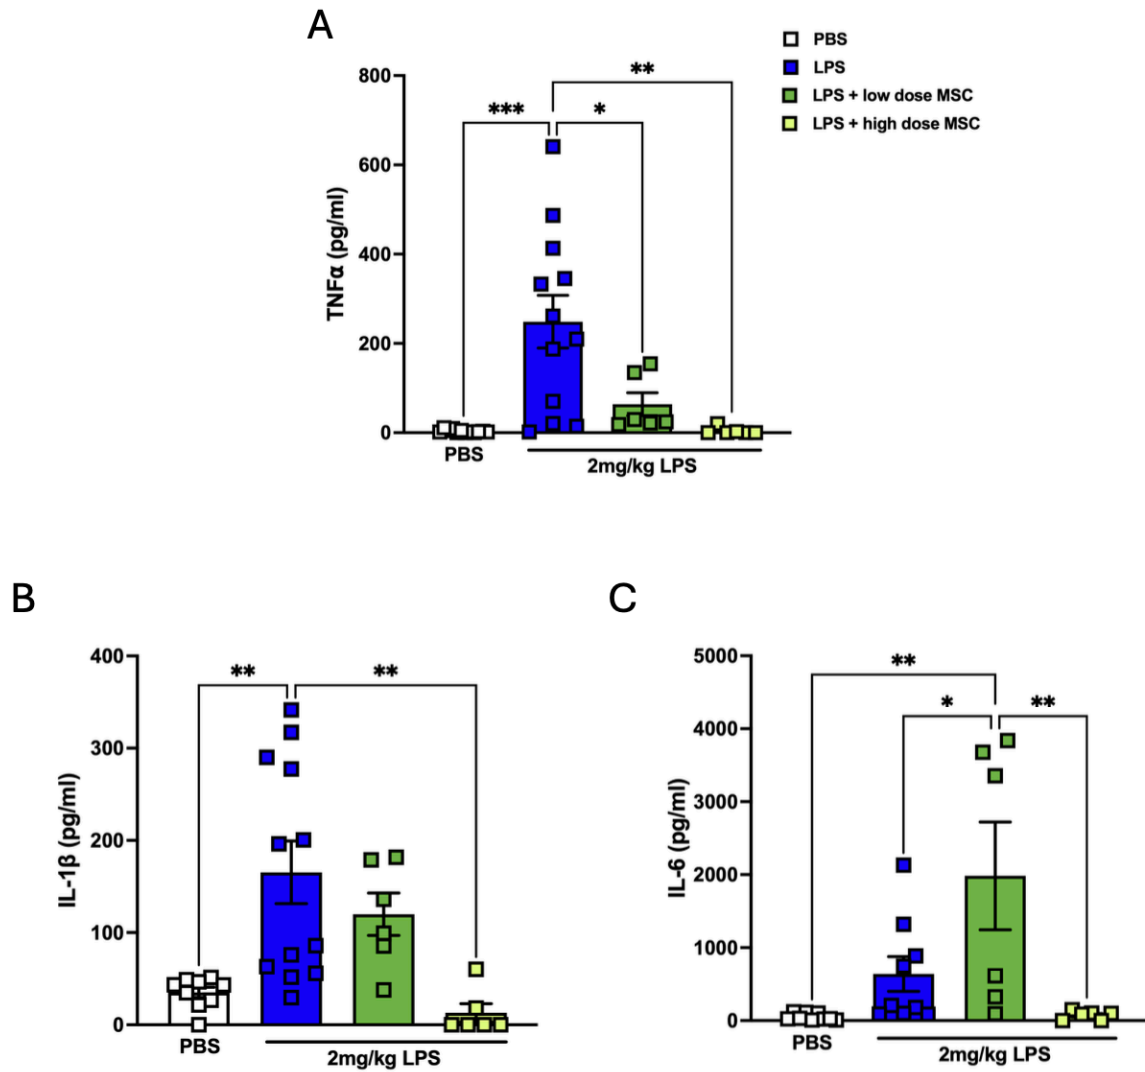 A
PBS
LPS
LPS + low dose MSC
LPS + high dose MSC
800
600
400
200
0
TNFα (pg/ml)
***
*
**
PBS
2mg/kg LPS
B
400
300
200
100
0
IL-1β (pg/ml)
**
**
PBS
2mg/kg LPS
C
5000
4000
3000
2000
1000
0
IL-6 (pg/ml)
**
*
**
PBS
2mg/kg LPS